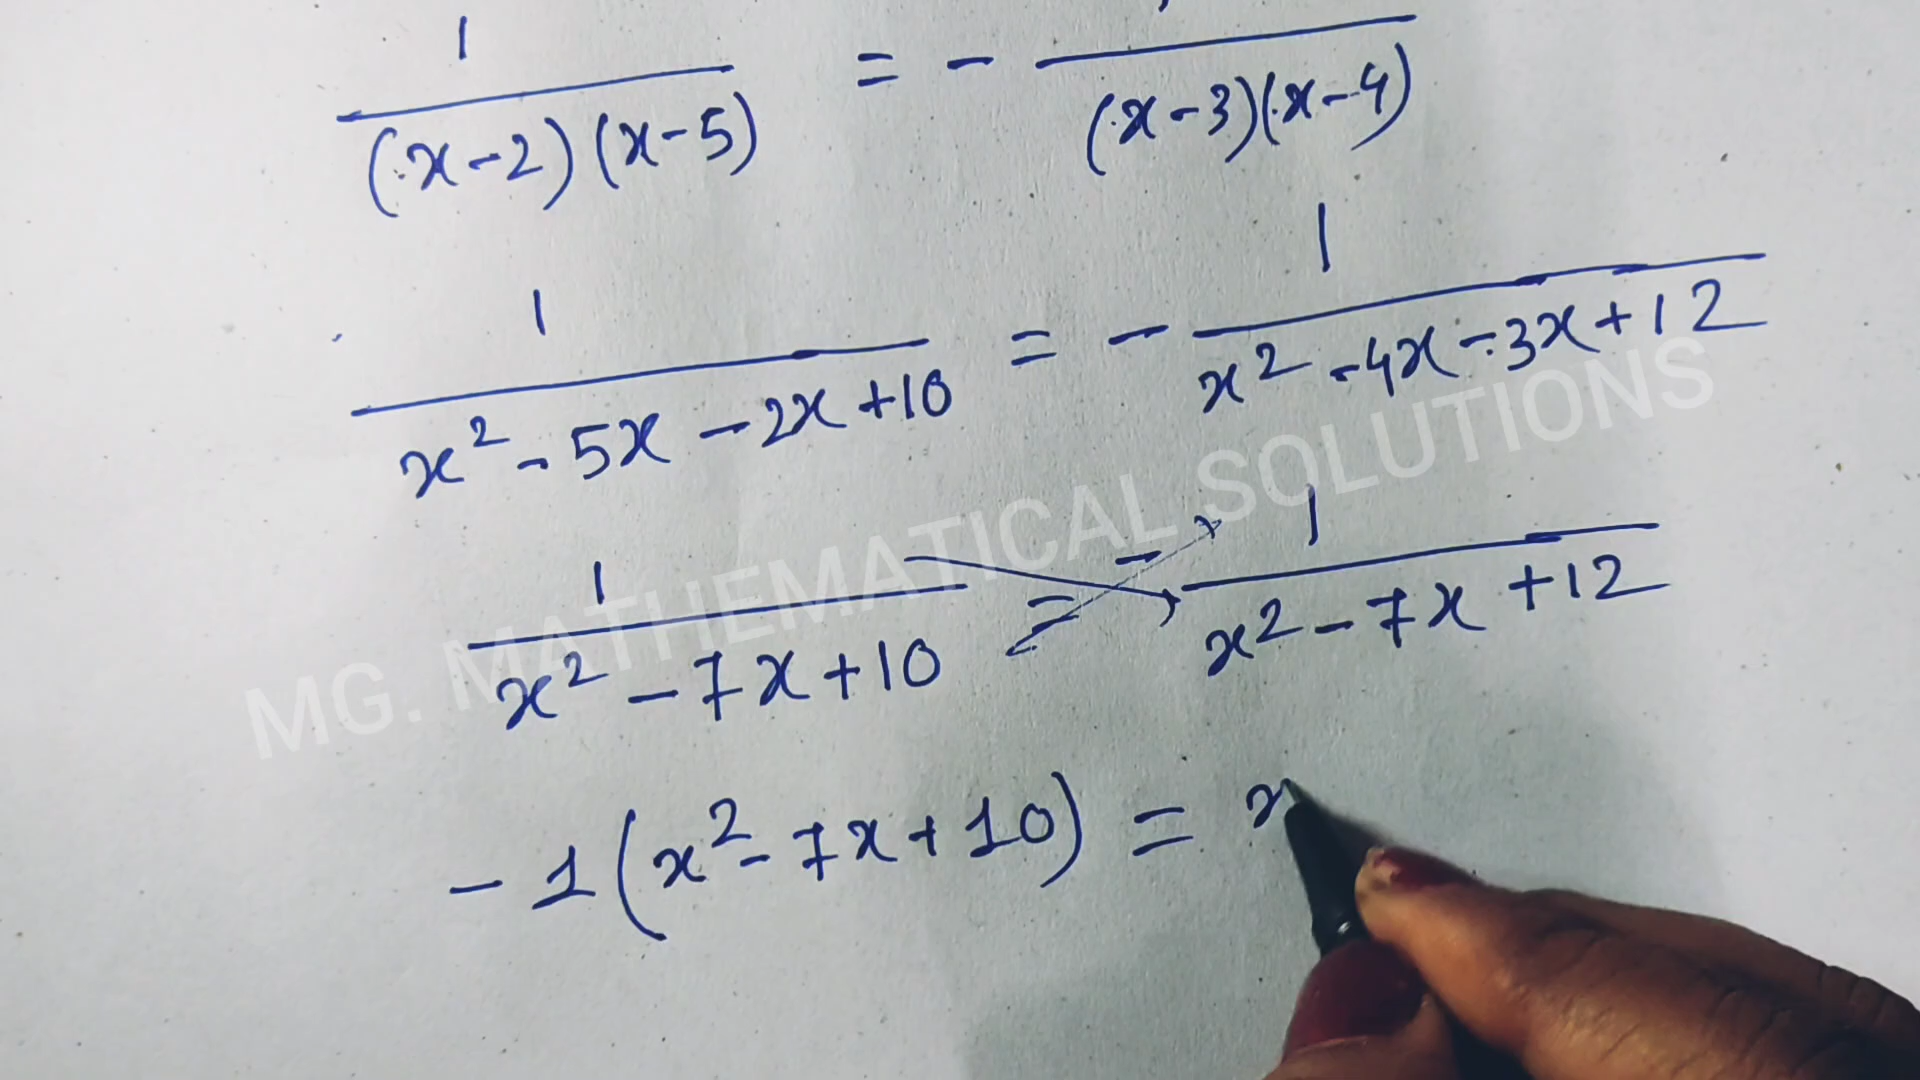 1/((x-2)(x-5)) = - /((x-3)(x-4))
1/(x² - 5x - 2x + 10) = - 1/(x² - 4x - 3x + 12)
1/(x² - 7x + 10) = - 1/(x² - 7x + 12)
MG. MATHEMATICAL SOLUTIONS
- 1(x² - 7x + 10) = x